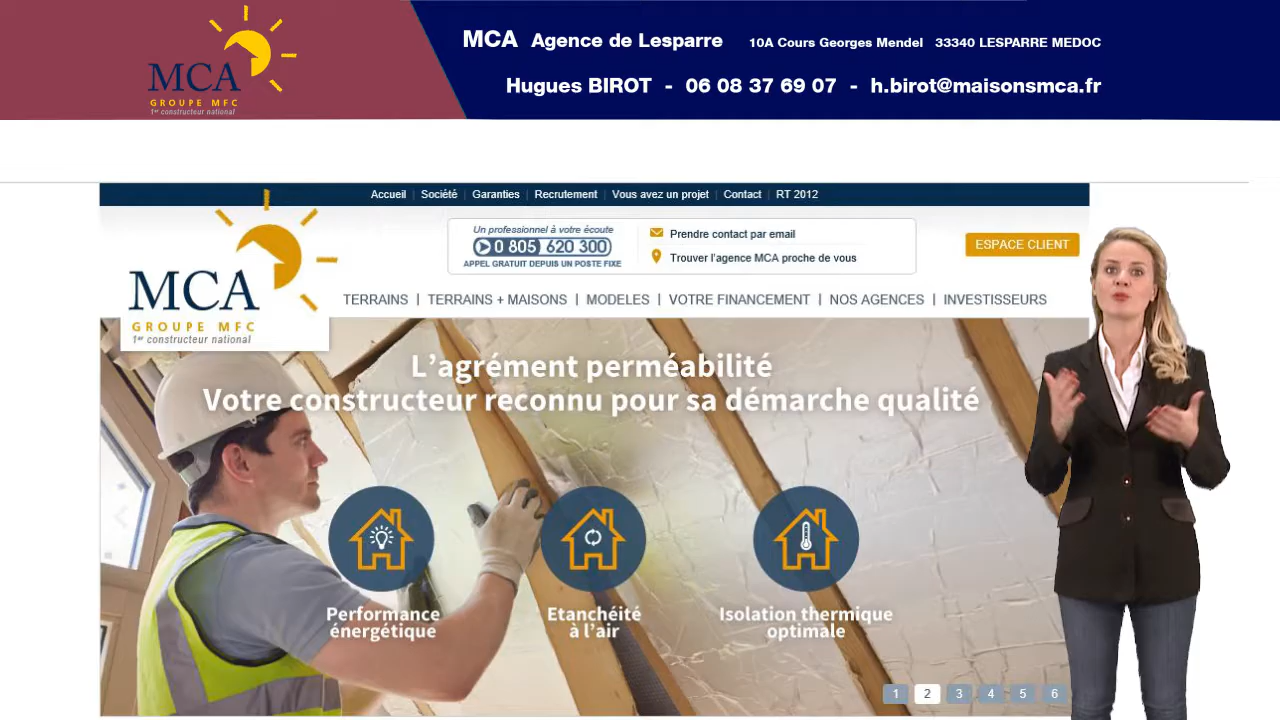 MCA Agence de Lesparre 10A Cours Georges Mendel 33340 LESPARRE MEDOC
Hugues BIROT - 06 08 37 69 07 - h.birot@maisonsmca.fr
MCA
GROUPE MFC
1er constructeur national
Accueil | Société | Garanties | Recrutement | Vous avez un projet | Contact | RT 2012
Un professionnel à votre écoute
0 805 620 300
APPEL GRATUIT DEPUIS UN POSTE FIXE
Prendre contact par email
Trouver l'agence MCA proche de vous
ESPACE CLIENT
MCA
GROUPE MFC
1er constructeur national
TERRAINS | TERRAINS + MAISONS | MODELES | VOTRE FINANCEMENT | NOS AGENCES | INVESTISSEURS
L'agrément perméabilité
Votre constructeur reconnu pour sa démarche qualité
Performance
énergétique
Etanchéité
à l'air
Isolation thermique
optimale
1 2 3 4 5 6